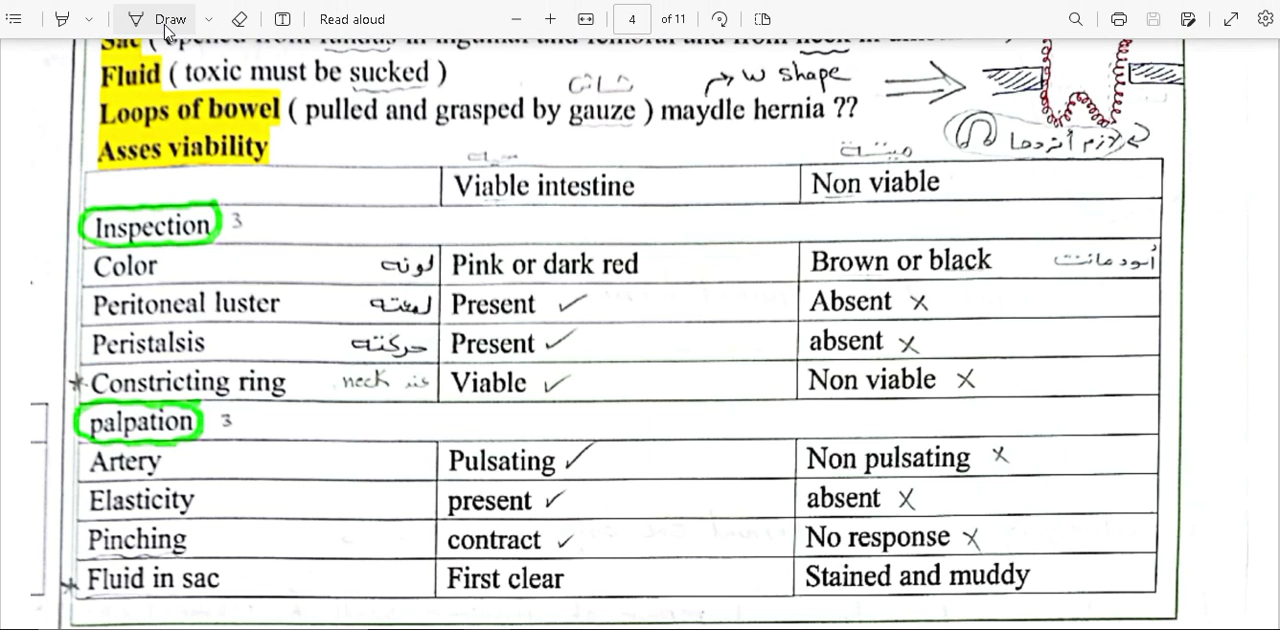 Draw Read aloud 4 of 11
Fluid ( toxic must be sucked )
شاش w shape
Loops of bowel ( pulled and grasped by gauze ) maydle hernia ??
لازم
Asses viability
ميتة
Viable intestine Non viable
Inspection 3
Color لونه Pink or dark red Brown or black
Peritoneal luster لمعته Present ✓ Absent ×
Peristalsis حركته Present ✓ absent ×
* Constricting ring neck عند Viable ✓ Non viable ×
palpation 3
Artery Pulsating ✓ Non pulsating ×
Elasticity present ✓ absent ×
Pinching contract ✓ No response ×
* Fluid in sac First clear Stained and muddy